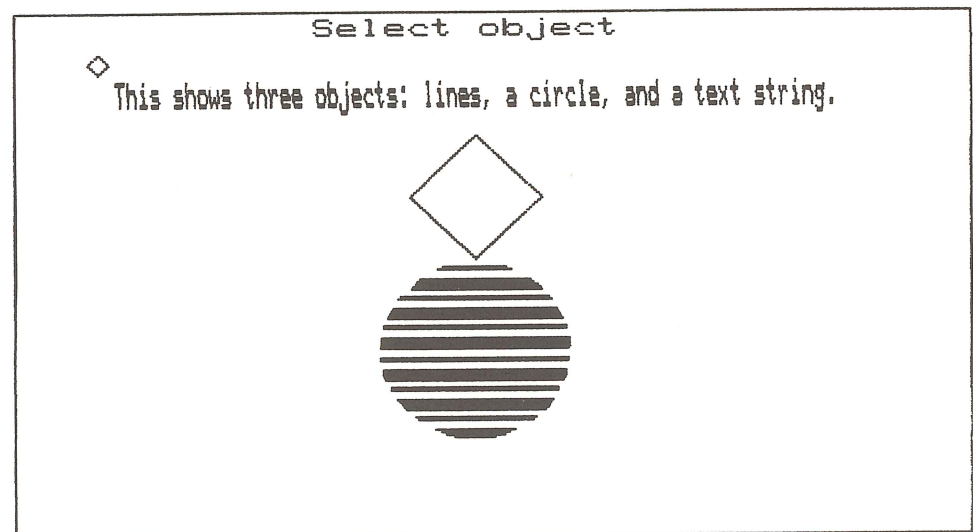 Select object
This shows three objects: lines, a circle, and a text string.